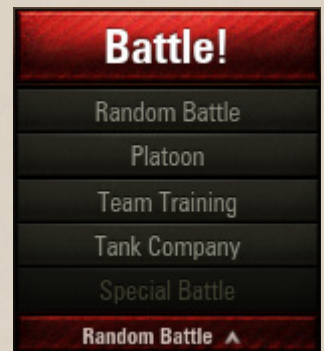 Battle!
Random Battle
Platoon
Team Training
Tank Company
Special Battle
Random Battle